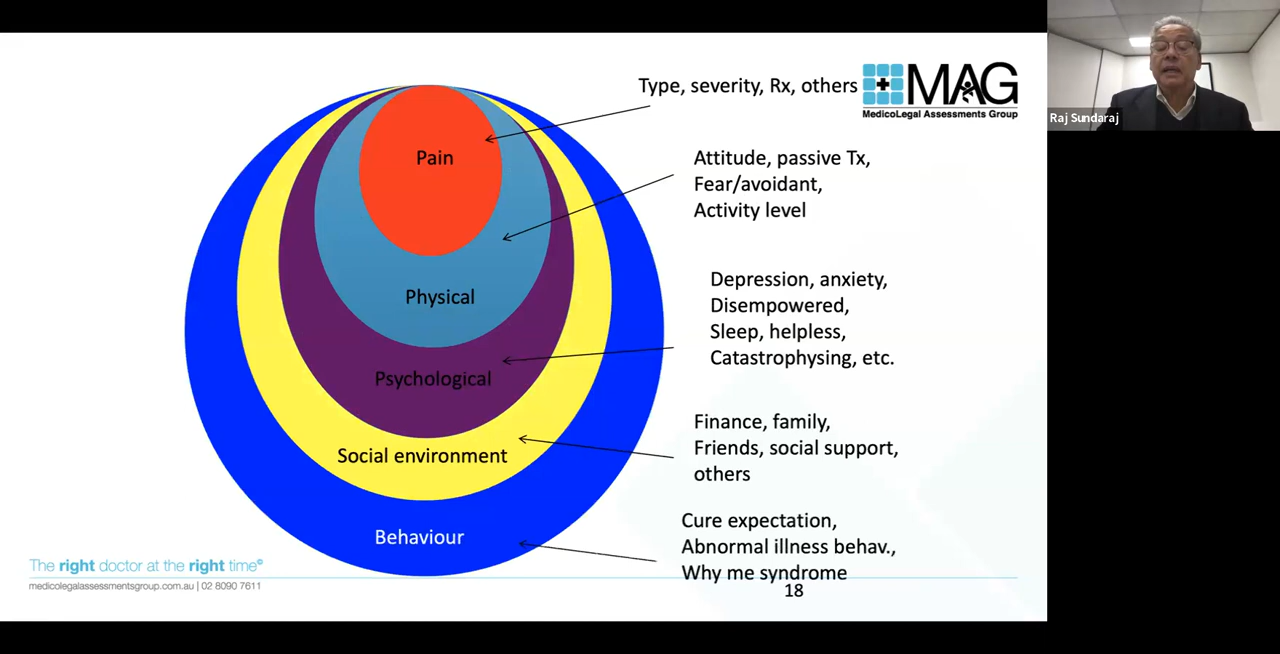 Type, severity, Rx, others
MAG
MedicoLegal Assessments Group
Raj Sundaraj
Pain
Attitude, passive Tx,
Fear/avoidant,
Activity level
Physical
Depression, anxiety,
Disempowered,
Sleep, helpless,
Catastrophysing, etc.
Psychological
Finance, family,
Friends, social support,
others
Social environment
Cure expectation,
Abnormal illness behav.,
Why me syndrome
Behaviour
The right doctor at the right time©
medicolegalassessmentsgroup.com.au | 02 8090 7611
18